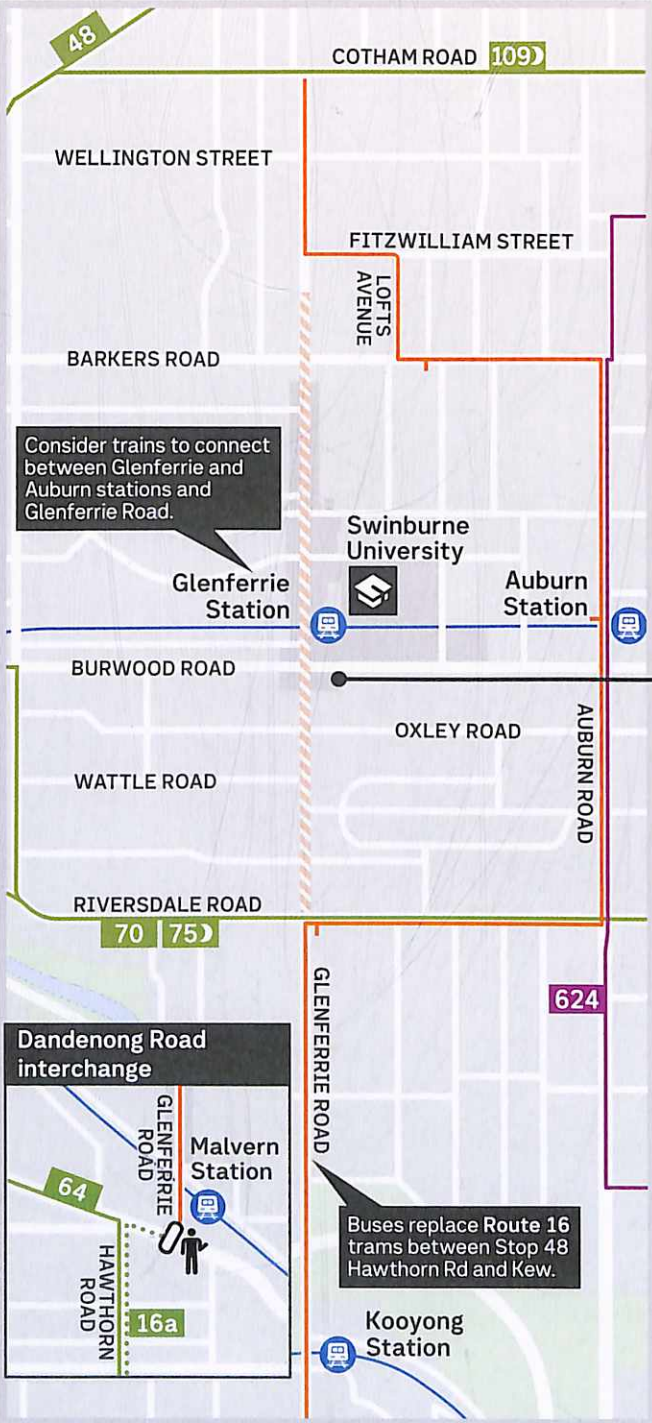 48
COTHAM ROAD 109
WELLINGTON STREET
FITZWILLIAM STREET
LOFTS
AVENUE
BARKERS ROAD
Consider trains to connect
between Glenferrie and
Auburn stations and
Glenferrie Road.
Swinburne
University
Glenferrie
Station
Auburn
Station
BURWOOD ROAD
OXLEY ROAD
AUBURN ROAD
WATTLE ROAD
RIVERSDALE ROAD
70 75
624
GLENFERRIE ROAD
Dandenong Road
interchange
GLENFERRIE
ROAD
Malvern
Station
64
HAWTHORN
ROAD
16a
Buses replace Route 16
trams between Stop 48
Hawthorn Rd and Kew.
Kooyong
Station